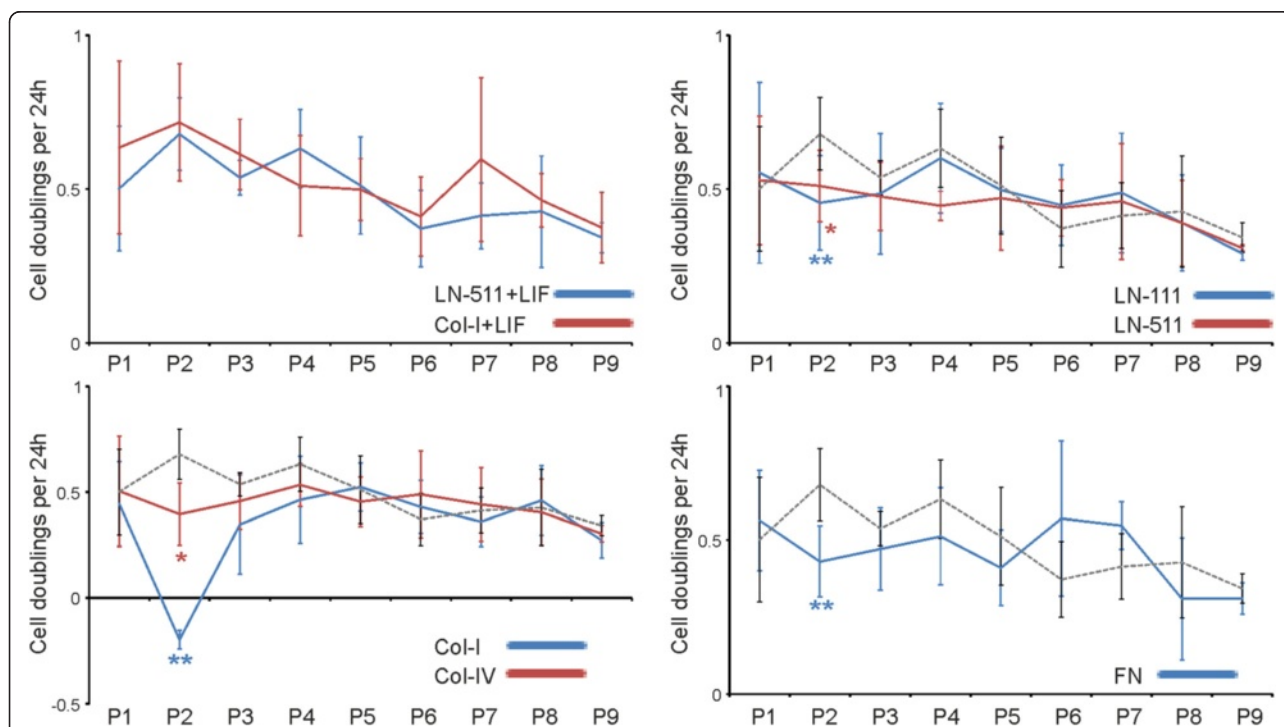 Cell doublings per 24h
1
0.5
0
LN-511+LIF
Col-I+LIF
P1 P2 P3 P4 P5 P6 P7 P8 P9
Cell doublings per 24h
1
0.5
0
*
**
LN-111
LN-511
P1 P2 P3 P4 P5 P6 P7 P8 P9
Cell doublings per 24h
1
0.5
0
-0.5
*
**
Col-I
Col-IV
P1 P2 P3 P4 P5 P6 P7 P8 P9
Cell doublings per 24h
1
0.5
0
**
FN
P1 P2 P3 P4 P5 P6 P7 P8 P9